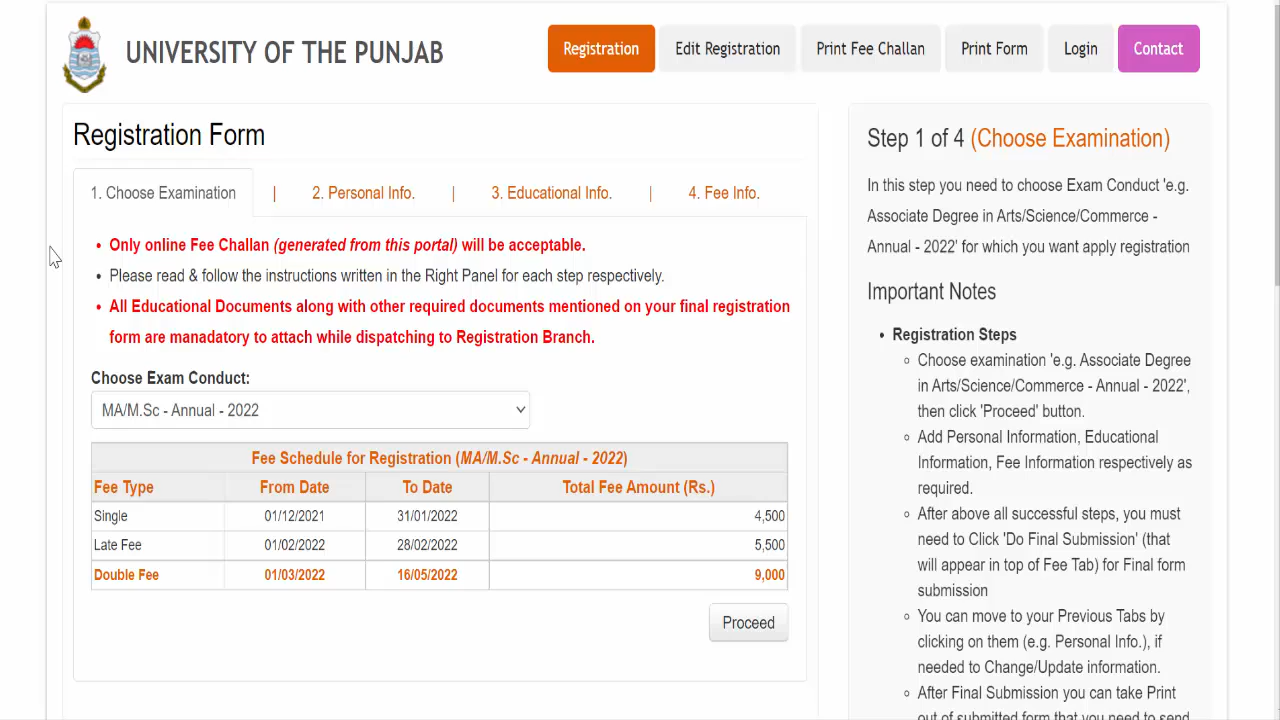 UNIVERSITY OF THE PUNJAB
Registration
Edit Registration
Print Fee Challan
Print Form
Login
Contact
Registration Form
1. Choose Examination | 2. Personal Info. | 3. Educational Info. | 4. Fee Info.
• Only online Fee Challan (generated from this portal) will be acceptable.
• Please read & follow the instructions written in the Right Panel for each step respectively.
• All Educational Documents along with other required documents mentioned on your final registration
form are manadatory to attach while dispatching to Registration Branch.
Choose Exam Conduct:
MA/M.Sc - Annual - 2022
Fee Schedule for Registration (MA/M.Sc - Annual - 2022)
Fee Type From Date To Date Total Fee Amount (Rs.)
Single 01/12/2021 31/01/2022 4,500
Late Fee 01/02/2022 28/02/2022 5,500
Double Fee 01/03/2022 16/05/2022 9,000
Proceed
Step 1 of 4 (Choose Examination)
In this step you need to choose Exam Conduct 'e.g.
Associate Degree in Arts/Science/Commerce -
Annual - 2022' for which you want apply registration
Important Notes
• Registration Steps
◦ Choose examination 'e.g. Associate Degree
in Arts/Science/Commerce - Annual - 2022',
then click 'Proceed' button.
◦ Add Personal Information, Educational
Information, Fee Information respectively as
required.
◦ After above all successful steps, you must
need to Click 'Do Final Submission' (that
will appear in top of Fee Tab) for Final form
submission
◦ You can move to your Previous Tabs by
clicking on them (e.g. Personal Info.), if
needed to Change/Update information.
◦ After Final Submission you can take Print
out of submitted form that you need to send